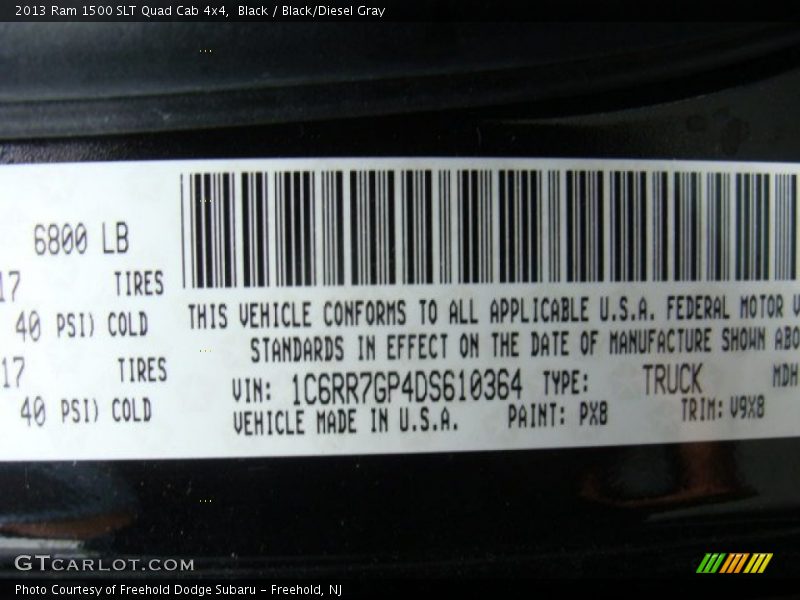 2013 Ram 1500 SLT Quad Cab 4x4, Black / Black/Diesel Gray
6800 LB
17 TIRES
40 PSI) COLD
17 TIRES
40 PSI) COLD
THIS VEHICLE CONFORMS TO ALL APPLICABLE U.S.A. FEDERAL MOTOR V
STANDARDS IN EFFECT ON THE DATE OF MANUFACTURE SHOWN ABO
VIN: 1C6RR7GP4DS610364 TYPE: TRUCK MDH
VEHICLE MADE IN U.S.A. PAINT: PX8 TRIM: V9X8
GTCARLOT.COM
Photo Courtesy of Freehold Dodge Subaru - Freehold, NJ